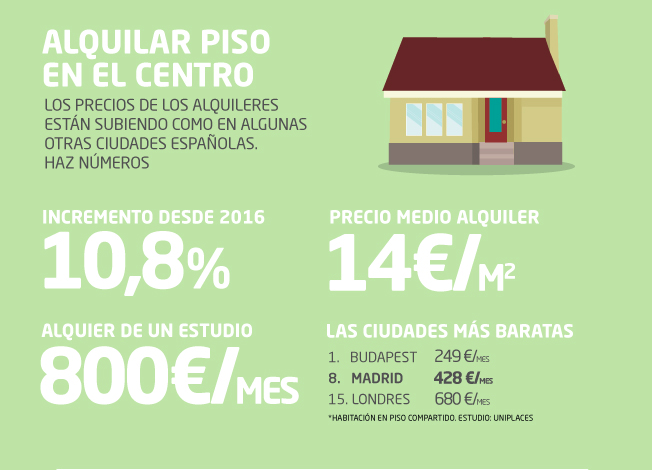 ALQUILAR PISO
EN EL CENTRO
LOS PRECIOS DE LOS ALQUILERES
ESTÁN SUBIENDO COMO EN ALGUNAS
OTRAS CIUDADES ESPAÑOLAS.
HAZ NÚMEROS
INCREMENTO DESDE 2016
10,8%
PRECIO MEDIO ALQUILER
14€/M²
ALQUIER DE UN ESTUDIO
800€/MES
LAS CIUDADES MÁS BARATAS
1. BUDAPEST 249 €/MES
8. MADRID 428 €/MES
15. LONDRES 680 €/MES
*HABITACIÓN EN PISO COMPARTIDO. ESTUDIO: UNIPLACES